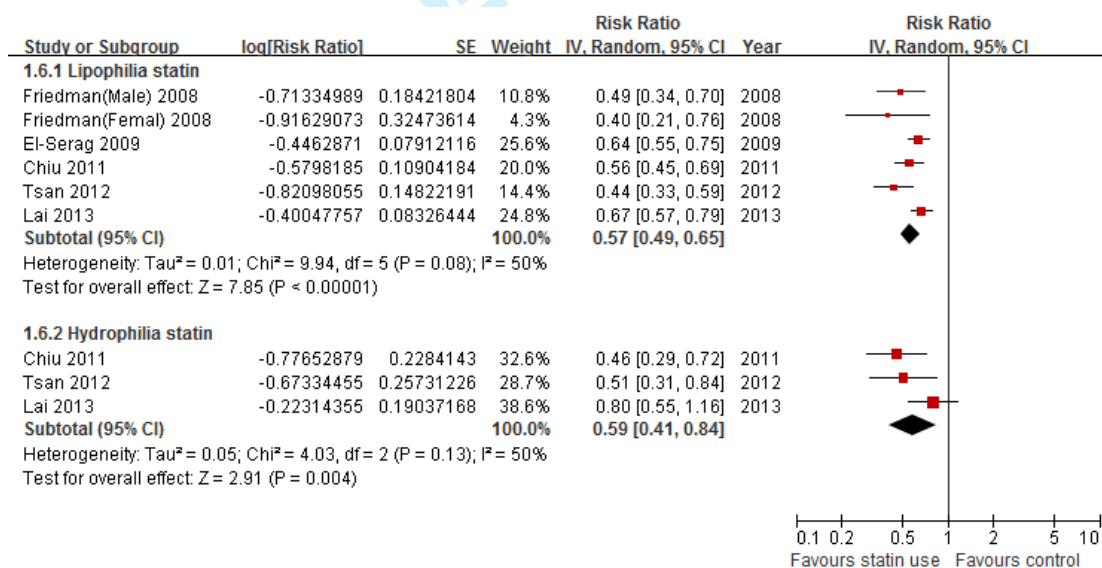 Risk Ratio Risk Ratio
Study or Subgroup log[Risk Ratio] SE Weight IV, Random, 95% CI Year IV, Random, 95% CI
1.6.1 Lipophilia statin
Friedman(Male) 2008 -0.71334989 0.18421804 10.8% 0.49 [0.34, 0.70] 2008
Friedman(Femal) 2008 -0.91629073 0.32473614 4.3% 0.40 [0.21, 0.76] 2008
El-Serag 2009 -0.4462871 0.07912116 25.6% 0.64 [0.55, 0.75] 2009
Chiu 2011 -0.5798185 0.10904184 20.0% 0.56 [0.45, 0.69] 2011
Tsan 2012 -0.82098055 0.14822191 14.4% 0.44 [0.33, 0.59] 2012
Lai 2013 -0.40047757 0.08326444 24.8% 0.67 [0.57, 0.79] 2013
Subtotal (95% CI) 100.0% 0.57 [0.49, 0.65]
Heterogeneity: Tau² = 0.01; Chi² = 9.94, df = 5 (P = 0.08); I² = 50%
Test for overall effect: Z = 7.85 (P < 0.00001)
1.6.2 Hydrophilia statin
Chiu 2011 -0.77652879 0.2284143 32.6% 0.46 [0.29, 0.72] 2011
Tsan 2012 -0.67334455 0.25731226 28.7% 0.51 [0.31, 0.84] 2012
Lai 2013 -0.22314355 0.19037168 38.6% 0.80 [0.55, 1.16] 2013
Subtotal (95% CI) 100.0% 0.59 [0.41, 0.84]
Heterogeneity: Tau² = 0.05; Chi² = 4.03, df = 2 (P = 0.13); I² = 50%
Test for overall effect: Z = 2.91 (P = 0.004)
0.1 0.2 0.5 1 2 5 10
Favours statin use Favours control